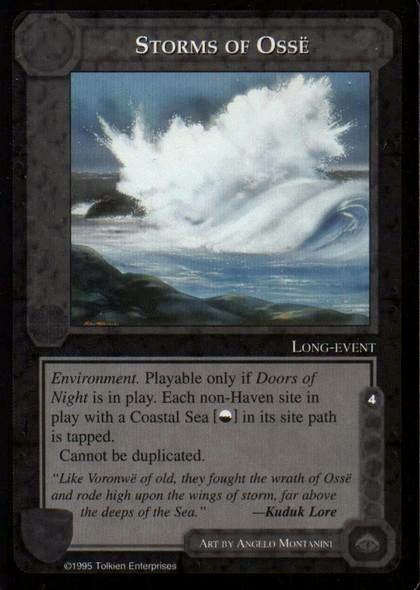 STORMS OF OSSË
LONG-EVENT
Environment. Playable only if Doors of
Night is in play. Each non-Haven site in
play with a Coastal Sea [] in its site path
is tapped.
Cannot be duplicated.
4
"Like Voronwë of old, they fought the wrath of Ossë
and rode high upon the wings of storm, far above
the deeps of the Sea." —Kuduk Lore
ART BY ANGELO MONTANINI
©1995 Tolkien Enterprises